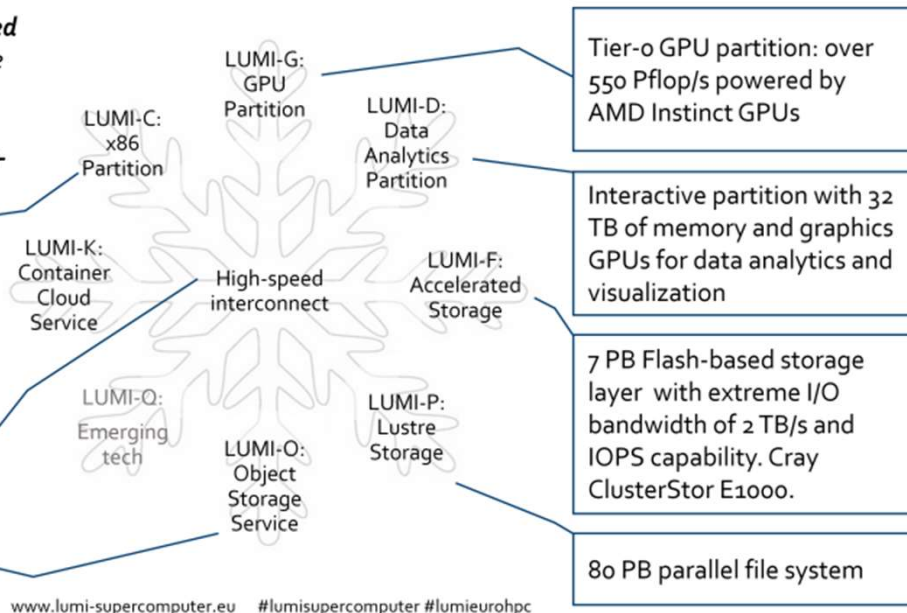 ed
LUMI-G:
GPU
Partition
LUMI-C:
x86
Partition
LUMI-D:
Data
Analytics
Partition
LUMI-K:
Container
Cloud
Service
High-speed
interconnect
LUMI-F:
Accelerated
Storage
LUMI-Q:
Emerging
tech
LUMI-O:
Object
Storage
Service
LUMI-P:
Lustre
Storage
Tier-0 GPU partition: over
550 Pflop/s powered by
AMD Instinct GPUs
Interactive partition with 32
TB of memory and graphics
GPUs for data analytics and
visualization
7 PB Flash-based storage
layer with extreme I/O
bandwidth of 2 TB/s and
IOPS capability. Cray
ClusterStor E1000.
80 PB parallel file system
www.lumi-supercomputer.eu #lumisupercomputer #lumieurohpc